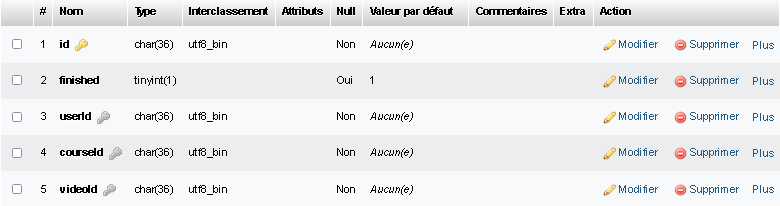 # Nom Type Interclassement Attributs Null Valeur par défaut Commentaires Extra Action
1 id char(36) utf8_bin Non Aucun(e) Modifier Supprimer Plus
2 finished tinyint(1) Oui 1 Modifier Supprimer Plus
3 userId char(36) utf8_bin Non Aucun(e) Modifier Supprimer Plus
4 courseId char(36) utf8_bin Non Aucun(e) Modifier Supprimer Plus
5 videoId char(36) utf8_bin Non Aucun(e) Modifier Supprimer Plus